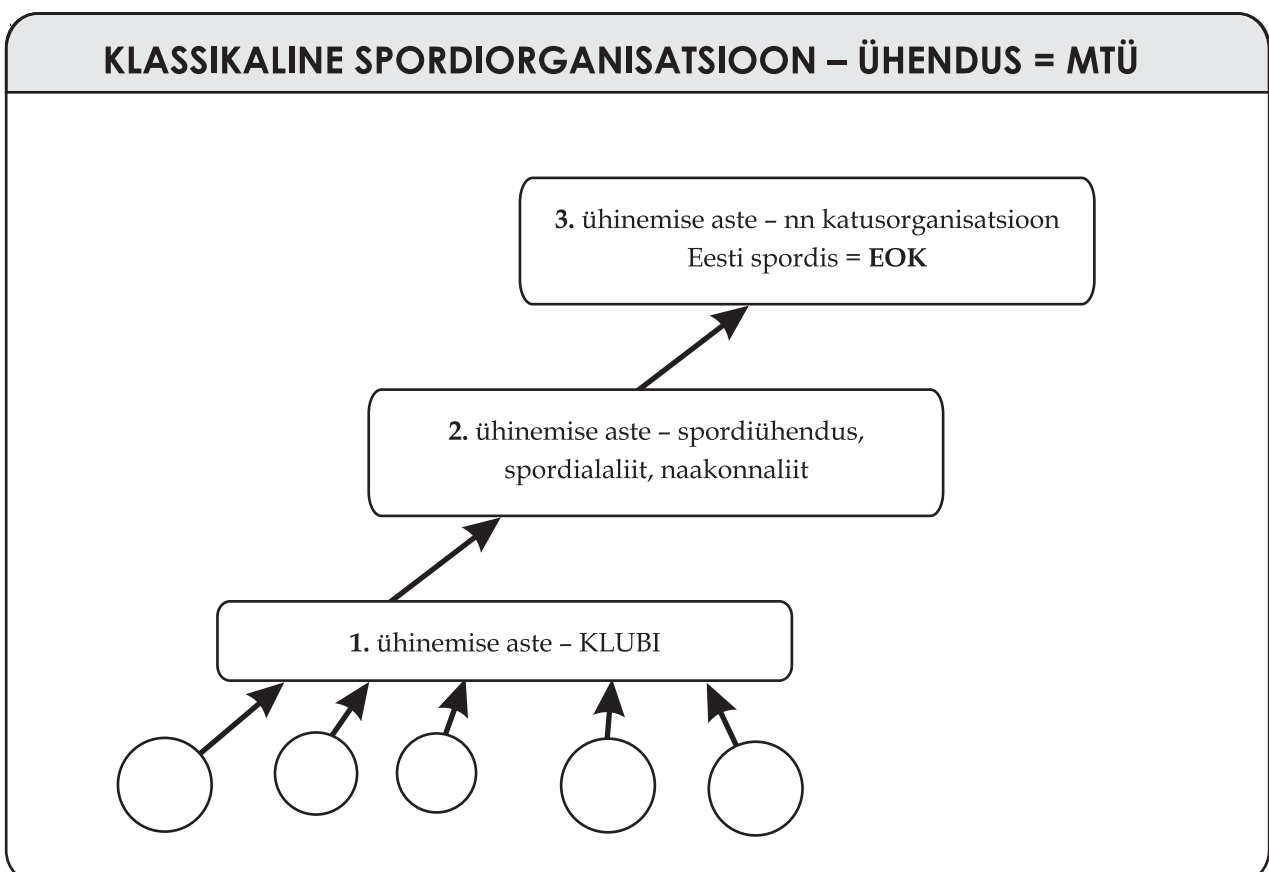 KLASSIKALINE SPORDIORGANISATSIOON – ÜHENDUS = MTÜ
3. ühinemise aste – nn katusorganisatsioon
Eesti spordis = EOK
2. ühinemise aste – spordiühendus,
spordialaliit, naakonnaliit
1. ühinemise aste – KLUBI